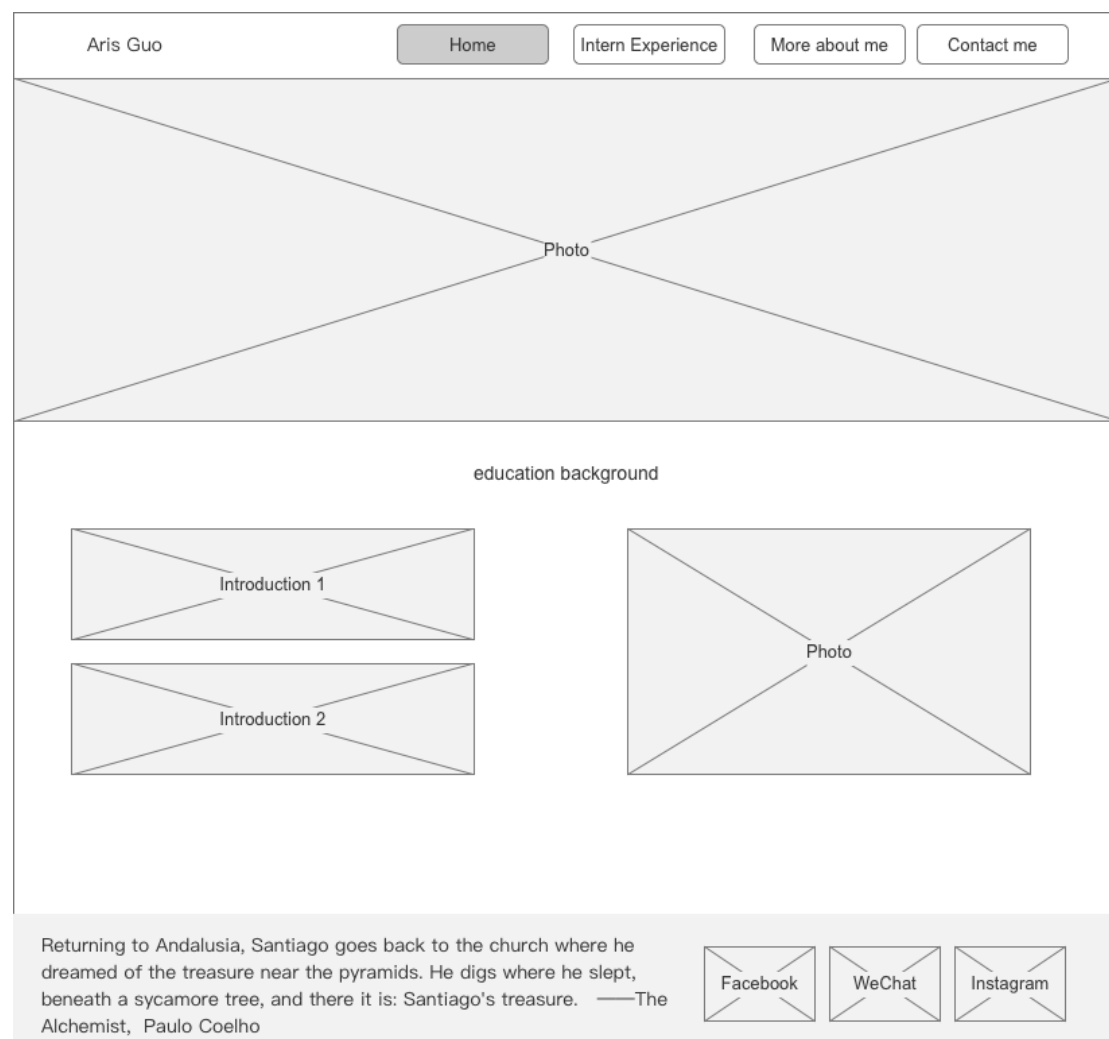 Aris Guo
Home
Intern Experience
More about me
Contact me
Photo
education background
Introduction 1
Introduction 2
Photo
Returning to Andalusia, Santiago goes back to the church where he
dreamed of the treasure near the pyramids. He digs where he slept,
beneath a sycamore tree, and there it is: Santiago's treasure. ——The
Alchemist, Paulo Coelho
Facebook
WeChat
Instagram